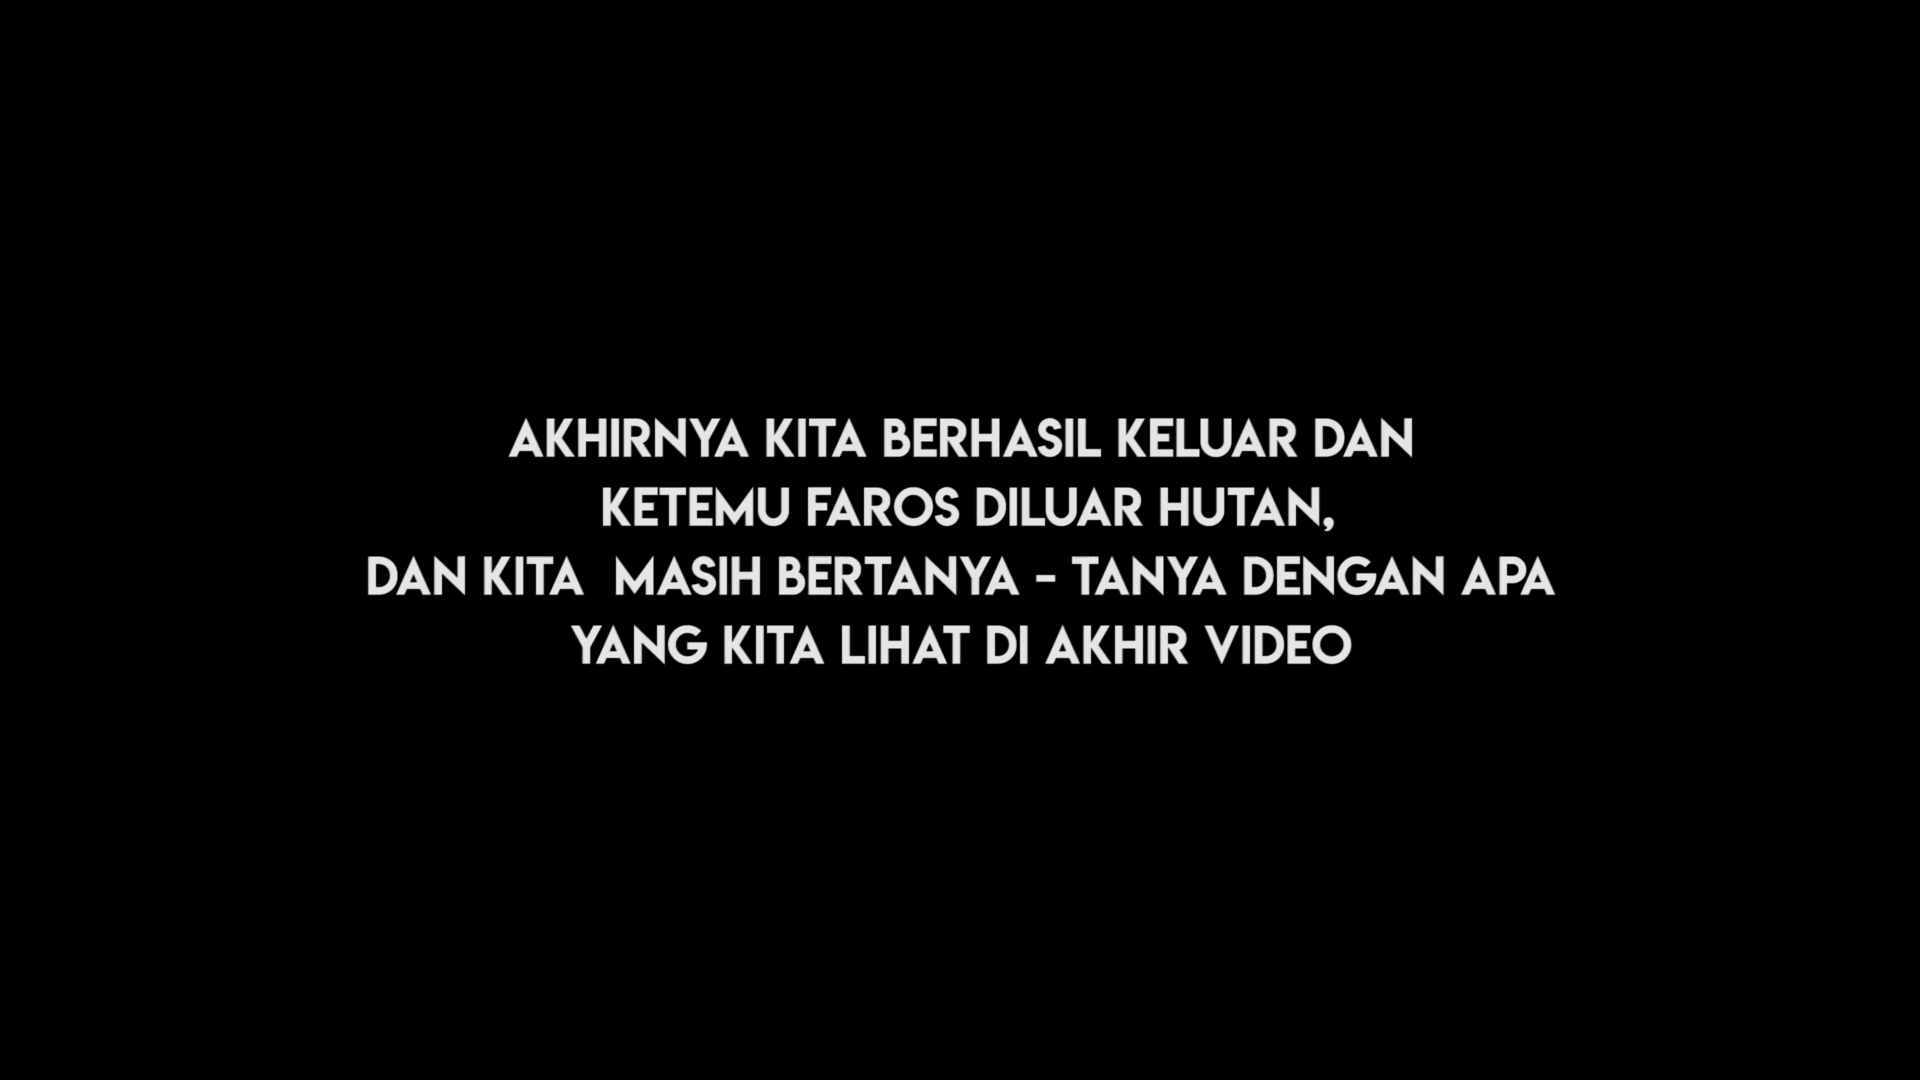 AKHIRNYA KITA BERHASIL KELUAR DAN
KETEMU FAROS DILUAR HUTAN,
DAN KITA  MASIH BERTANYA - TANYA DENGAN APA
YANG KITA LIHAT DI AKHIR VIDEO